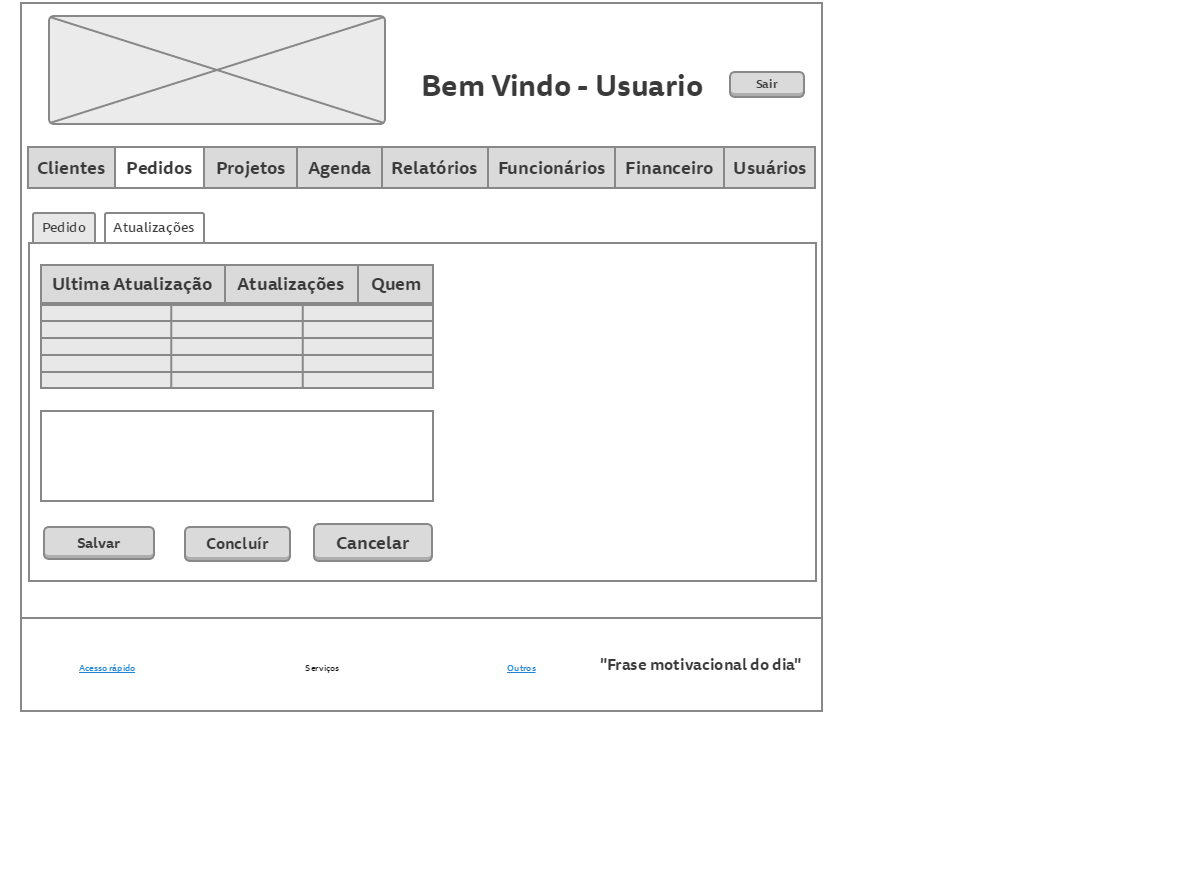 Bem Vindo - Usuario
Sair
Clientes Pedidos Projetos Agenda Relatórios Funcionários Financeiro Usuários
Pedido Atualizações
Ultima Atualização Atualizações Quem
Salvar Concluír Cancelar
Acesso rápido Serviços Outros "Frase motivacional do dia"